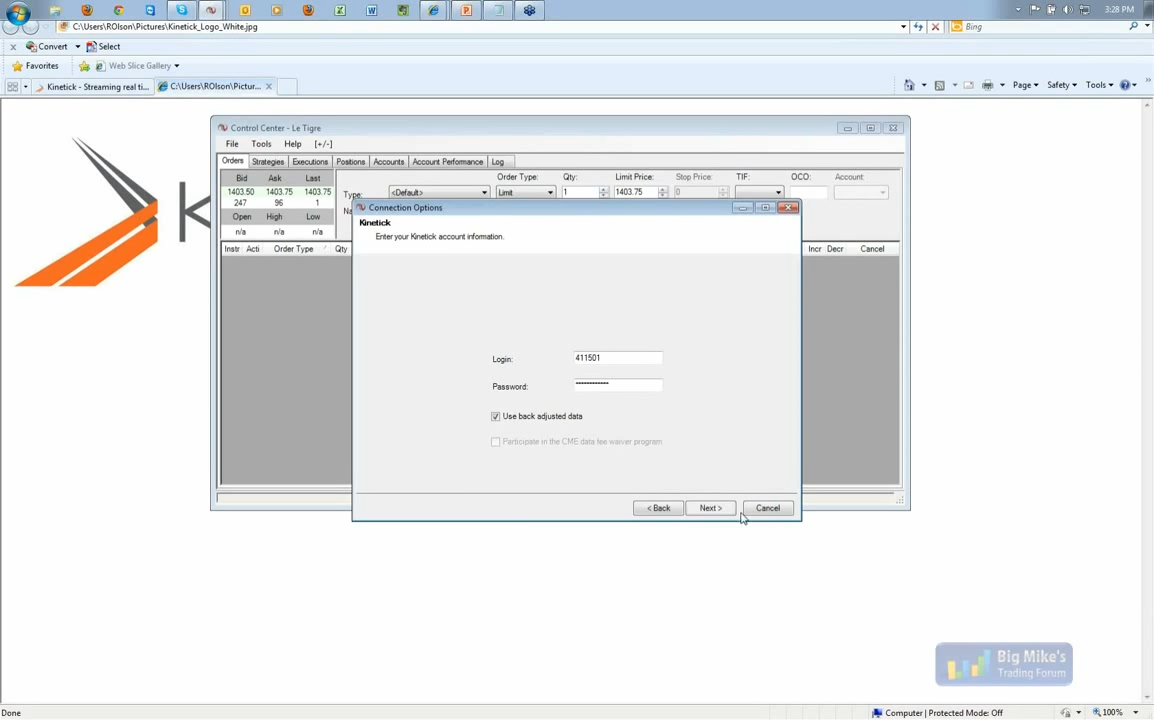 3:28 PM
C:\Users\ROlson\Pictures\Kinetick_Logo_White.jpg
Bing
Convert Select
Favorites Web Slice Gallery
Kinetick - Streaming real ti... C:\Users\ROlson\Pictur... Page Safety Tools
Control Center - Le Tigre
File Tools Help [+/-]
Orders Strategies Executions Positions Accounts Account Performance Log
Bid Ask Last Order Type: Qty: Limit Price: Stop Price: TIF: OCO: Account:
1403.50 1403.75 1403.75 Type: <Default> Limit 1 1403.75 0
247 96 1
Open High Low
n/a n/a n/a
Instr Acti Order Type Qty Incr Decr Cancel
Connection Options
Kinetick
Enter your Kinetick account information.
Login: 411501
Password:
Use back adjusted data
Participate in the CME data fee waiver program
< Back Next > Cancel
K
Big Mike's
Trading Forum
Done Computer | Protected Mode: Off 100%